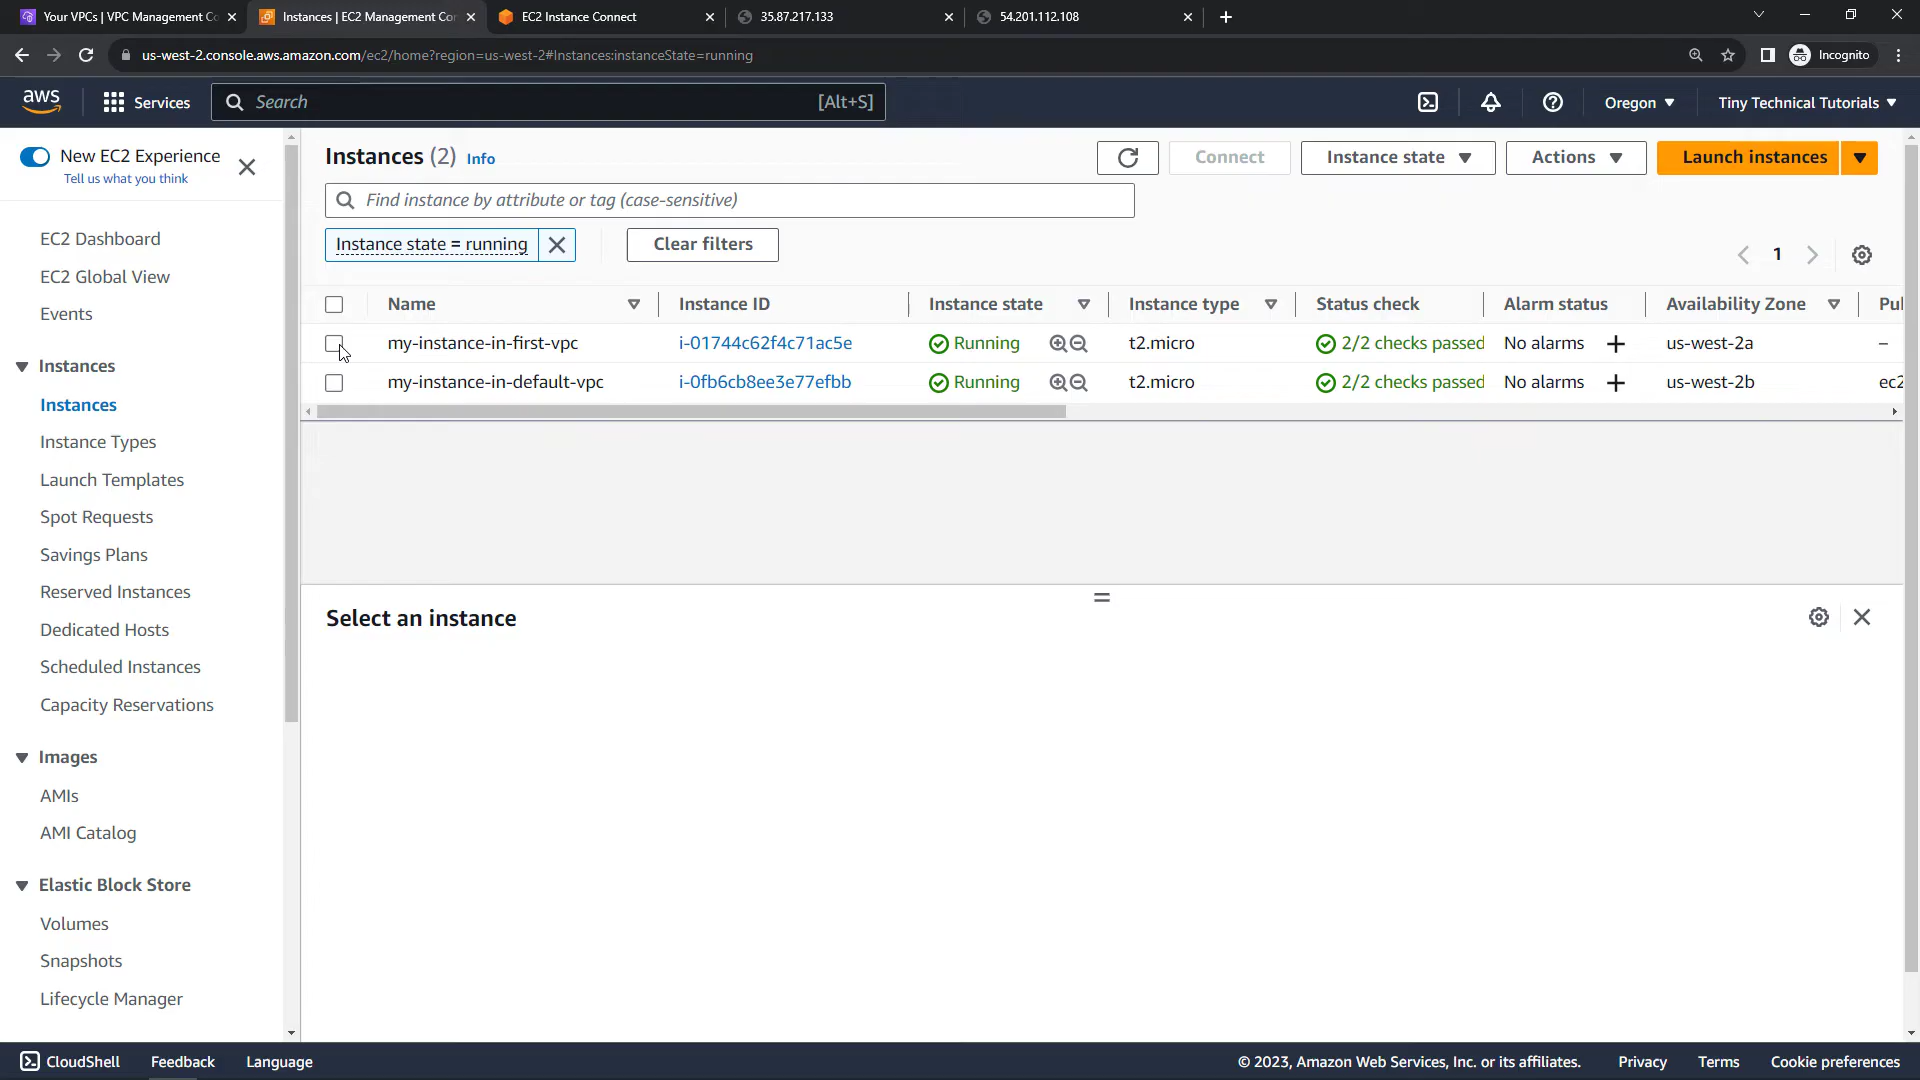 Your VPCs | VPC Management Co
Instances | EC2 Management Con
EC2 Instance Connect
35.87.217.133
54.201.112.108
us-west-2.console.aws.amazon.com/ec2/home?region=us-west-2#Instances:instanceState=running
Incognito
aws
Services
Search
[Alt+S]
Oregon
Tiny Technical Tutorials
New EC2 Experience
Tell us what you think
EC2 Dashboard
EC2 Global View
Events
Instances
Instances
Instance Types
Launch Templates
Spot Requests
Savings Plans
Reserved Instances
Dedicated Hosts
Scheduled Instances
Capacity Reservations
Images
AMIs
AMI Catalog
Elastic Block Store
Volumes
Snapshots
Lifecycle Manager
Instances (2) Info
Connect
Instance state
Actions
Launch instances
Find instance by attribute or tag (case-sensitive)
Instance state = running
Clear filters
1
Name Instance ID Instance state Instance type Status check Alarm status Availability Zone Pul
my-instance-in-first-vpc i-01744c62f4c71ac5e Running t2.micro 2/2 checks passed No alarms + us-west-2a –
my-instance-in-default-vpc i-0fb6cb8ee3e77efbb Running t2.micro 2/2 checks passed No alarms + us-west-2b ec2
Select an instance
CloudShell
Feedback
Language
© 2023, Amazon Web Services, Inc. or its affiliates.
Privacy
Terms
Cookie preferences